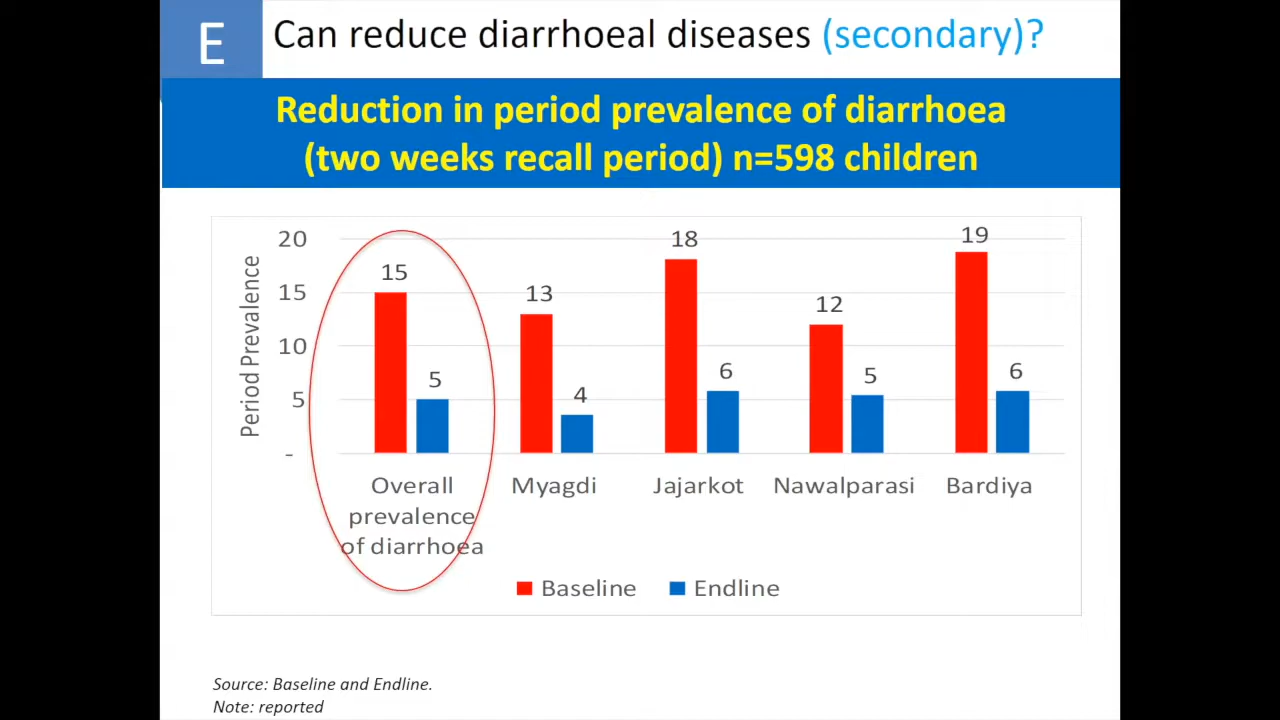 E
Can reduce diarrhoeal diseases (secondary)?
Reduction in period prevalence of diarrhoea
(two weeks recall period) n=598 children
Period Prevalence
20
15
10
5
-
15
5
13
4
18
6
12
5
19
6
Overall
prevalence
of diarrhoea
Myagdi
Jajarkot
Nawalparasi
Bardiya
Baseline
Endline
Source: Baseline and Endline.
Note: reported